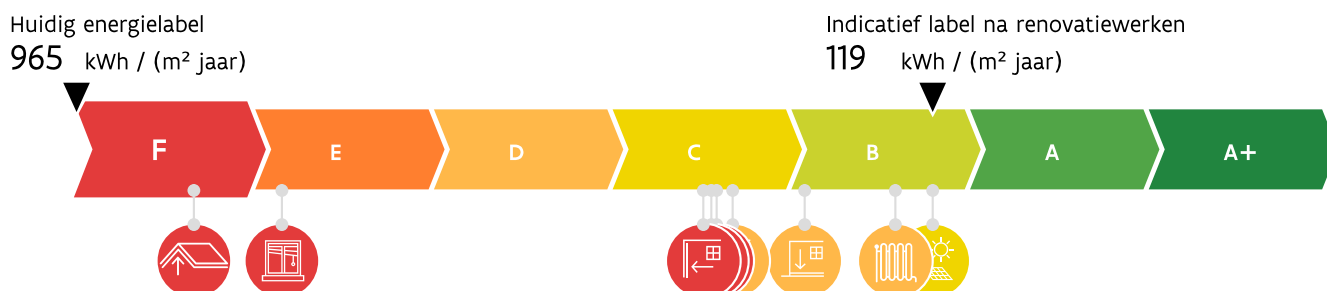 Huidig energielabel
965 kWh / (m² jaar)
Indicatief label na renovatiewerken
119 kWh / (m² jaar)
F E D C B A A+